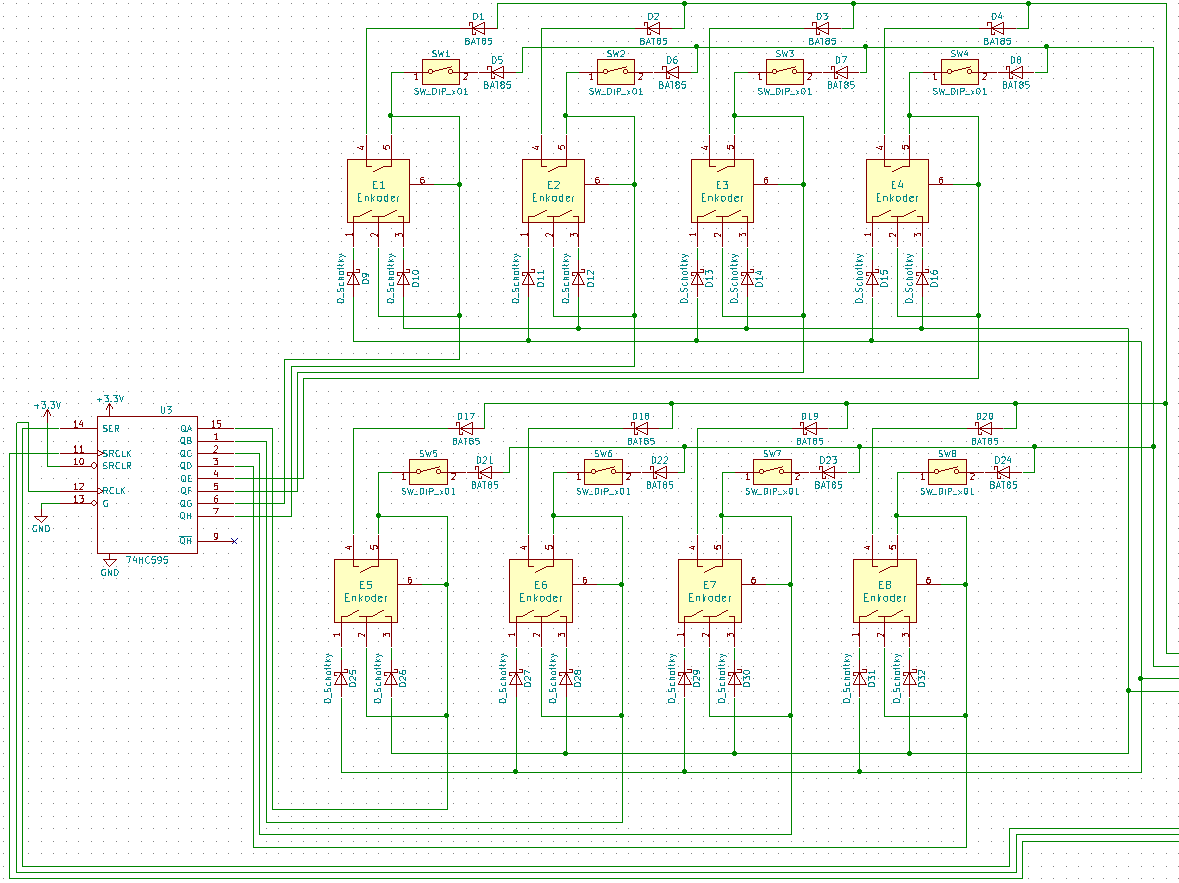 D1 D2 D3 D4
BAT85 BAT85 BAT85 BAT85
SW1 D5 SW2 D6 SW3 D7 SW4 D8
1 2 1 2 1 2 1 2
SW_DIP_x01 BAT85 SW_DIP_x01 BAT85 SW_DIP_x01 BAT85 SW_DIP_x01 BAT85
4 5 4 5 4 5 4 5
E1 6 E2 6 E3 6 E4 6
Enkoder Enkoder Enkoder Enkoder
1 2 3 1 2 3 1 2 3 1 2 3
D_Schottky D9 D_Schottky D10 D_Schottky D11 D_Schottky D12 D_Schottky D13 D_Schottky D14 D_Schottky D15 D_Schottky D16
+3.3V +3.3V U3
14 SER QA 15
QB 1
11 SRCLK QC 2
10 SRCLR QD 3
QE 4
12 RCLK QF 5
13 G QG 6
QH 7
GND
QH 9
74HC595
GND
D17 D18 D19 D20
BAT85 BAT85 BAT85 BAT85
SW5 D21 SW6 D22 SW7 D23 SW8 D24
1 2 1 2 1 2 1 2
SW_DIP_x01 BAT85 SW_DIP_x01 BAT85 SW_DIP_x01 BAT85 SW_DIP_x01 BAT85
4 5 4 5 4 5 4 5
E5 6 E6 6 E7 6 E8 6
Enkoder Enkoder Enkoder Enkoder
1 2 3 1 2 3 1 2 3 1 2 3
D_Schottky D25 D_Schottky D26 D_Schottky D27 D_Schottky D28 D_Schottky D29 D_Schottky D30 D_Schottky D31 D_Schottky D32